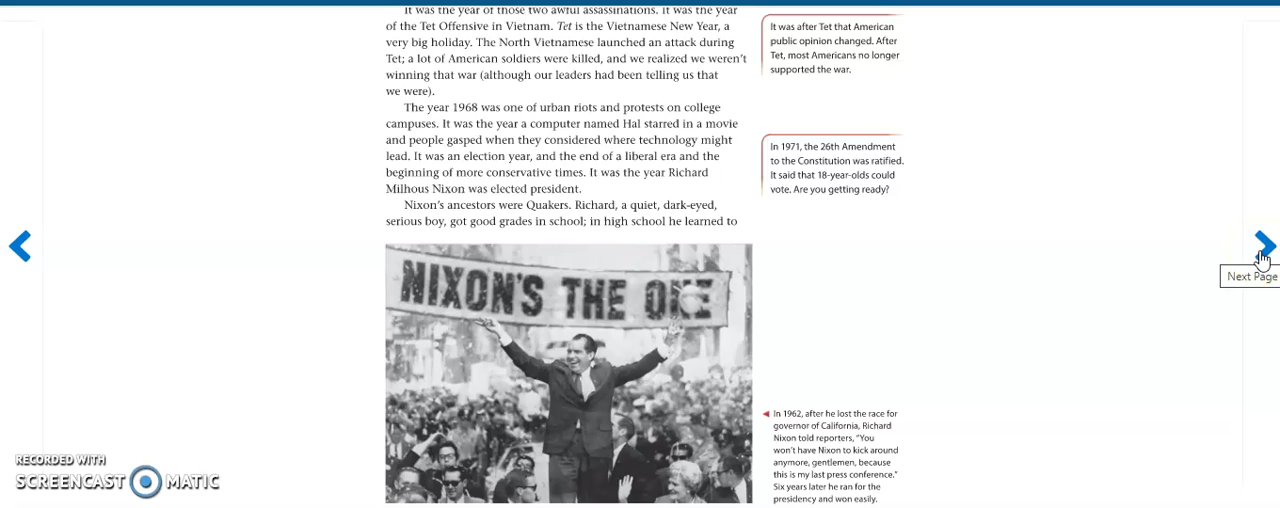 It was the year of those two awful assassinations. It was the year
of the Tet Offensive in Vietnam. Tet is the Vietnamese New Year, a
very big holiday. The North Vietnamese launched an attack during
Tet; a lot of American soldiers were killed, and we realized we weren't
winning that war (although our leaders had been telling us that
we were).
The year 1968 was one of urban riots and protests on college
campuses. It was the year a computer named Hal starred in a movie
and people gasped when they considered where technology might
lead. It was an election year, and the end of a liberal era and the
beginning of more conservative times. It was the year Richard
Milhous Nixon was elected president.
Nixon's ancestors were Quakers. Richard, a quiet, dark-eyed,
serious boy, got good grades in school; in high school he learned to
It was after Tet that American
public opinion changed. After
Tet, most Americans no longer
supported the war.
In 1971, the 26th Amendment
to the Constitution was ratified.
It said that 18-year-olds could
vote. Are you getting ready?
Next Page
NIXON'S THE ONE
In 1962, after he lost the race for
governor of California, Richard
Nixon told reporters, "You
won't have Nixon to kick around
anymore, gentlemen, because
this is my last press conference."
Six years later he ran for the
presidency and won easily.
RECORDED WITH
SCREENCAST MATIC